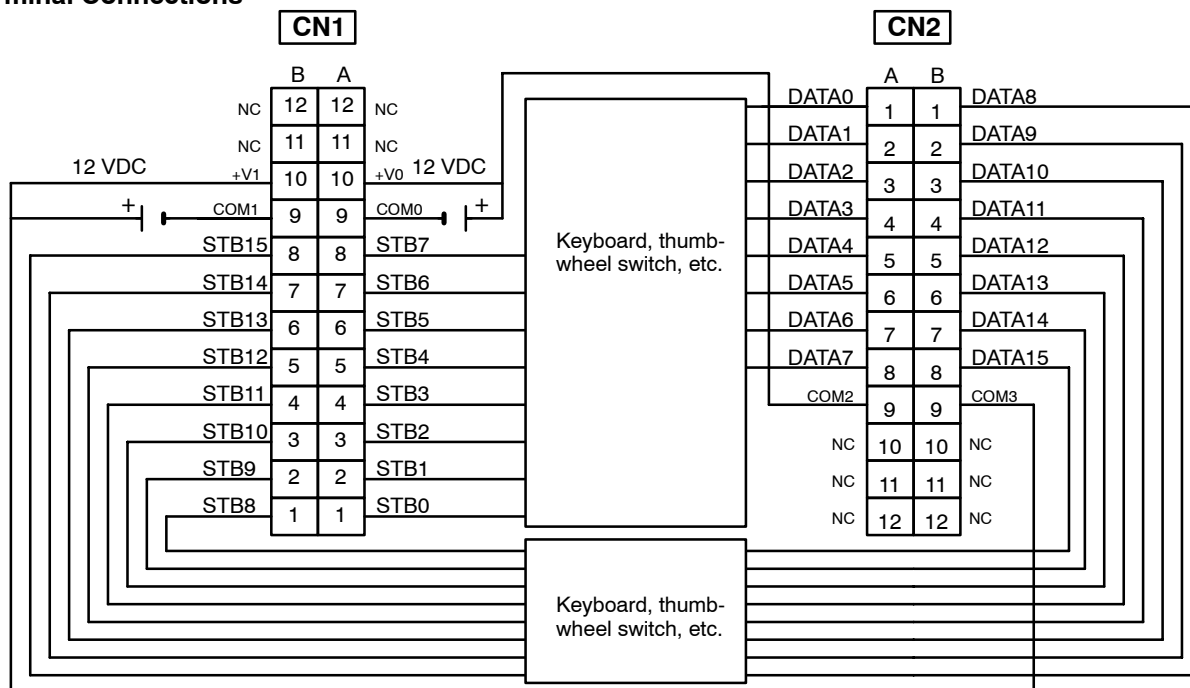 minal Connections
CN1 CN2
B A A B
NC 12 12 NC DATA0 1 1 DATA8
NC 11 11 NC DATA1 2 2 DATA9
12 VDC +V1 10 10 +V0 12 VDC DATA2 3 3 DATA10
+ COM1 9 9 COM0 + DATA3 4 4 DATA11
STB15 8 8 STB7 Keyboard, thumb- DATA4 5 5 DATA12
wheel switch, etc.
STB14 7 7 STB6 DATA5 6 6 DATA13
STB13 6 6 STB5 DATA6 7 7 DATA14
STB12 5 5 STB4 DATA7 8 8 DATA15
STB11 4 4 STB3 COM2 9 9 COM3
STB10 3 3 STB2 NC 10 10 NC
STB9 2 2 STB1 NC 11 11 NC
STB8 1 1 STB0 NC 12 12 NC
Keyboard, thumb-
wheel switch, etc.